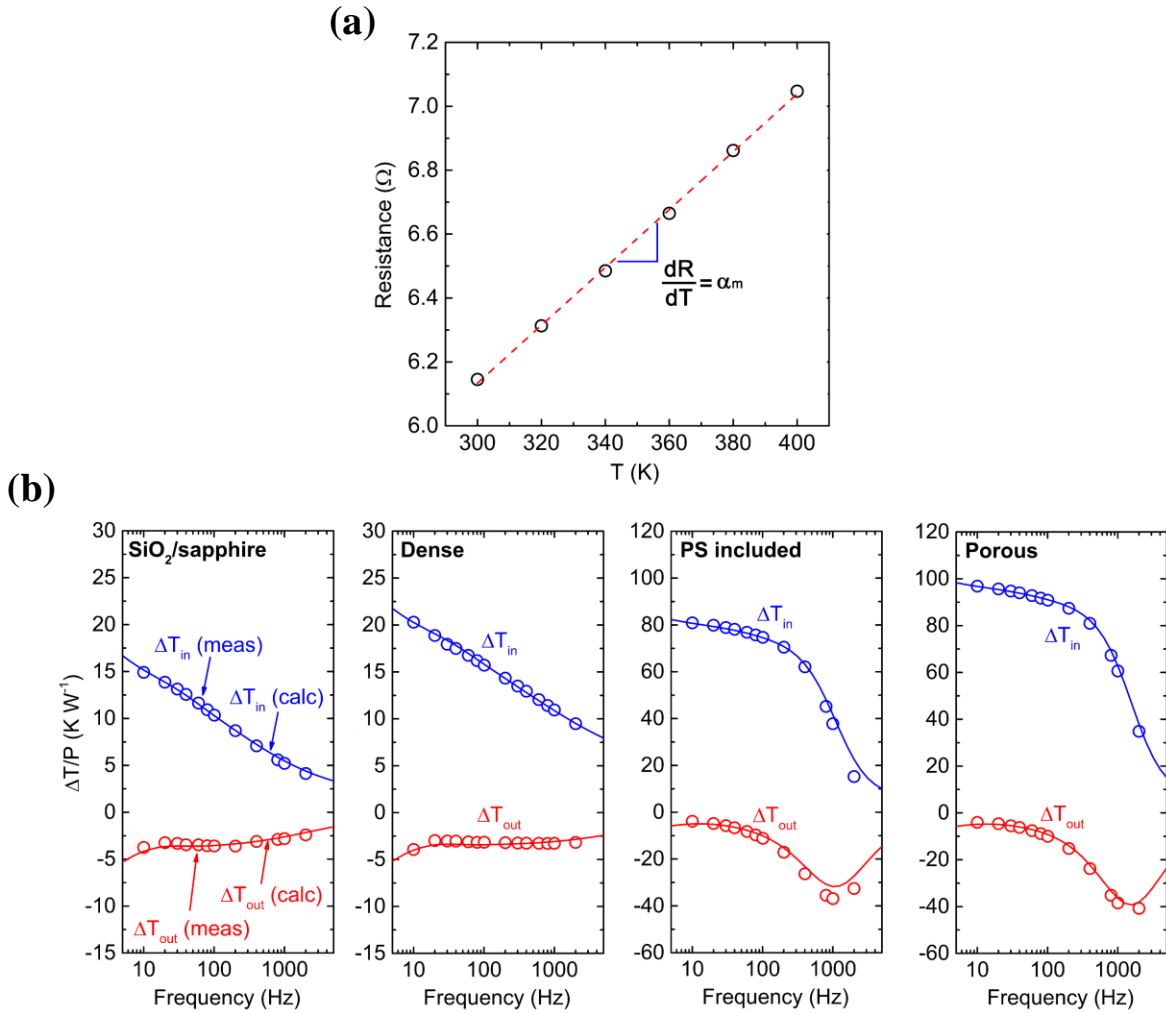 (a)
7.2
7.0
6.8
6.6
6.4
6.2
6.0
Resistance (Ω)
dR
dT
= αm
300 320 340 360 380 400
T (K)
(b)
ΔT/P (K W-1)
30
25
20
15
10
5
0
-5
-10
-15
SiO2/sapphire
ΔTin (meas)
ΔTin (calc)
ΔTout (calc)
ΔTout (meas)
10 100 1000
Frequency (Hz)
30
25
20
15
10
5
0
-5
-10
-15
Dense
ΔTin
ΔTout
10 100 1000
Frequency (Hz)
120
100
80
60
40
20
0
-20
-40
-60
PS included
ΔTin
ΔTout
10 100 1000
Frequency (Hz)
120
100
80
60
40
20
0
-20
-40
-60
Porous
ΔTin
ΔTout
10 100 1000
Frequency (Hz)